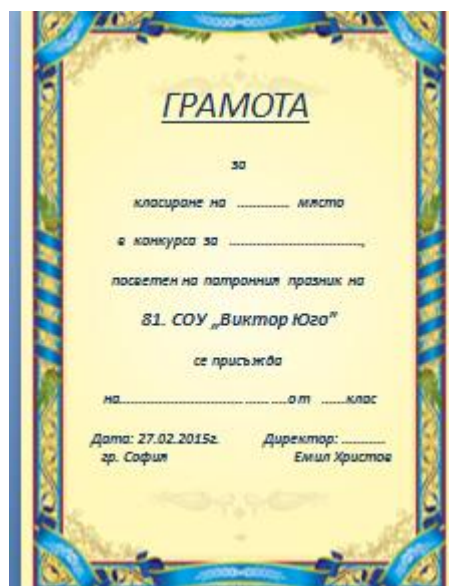 ГРАМОТА
за
класиране на .............. място
в конкурса за ....................................,
посветен на патронния празник на
81. СОУ „Виктор Юго"
се присъжда
на.................................. ..... ......от .......клас
Дата: 27.02.2015г. Директор: ............
гр. София Емил Христов